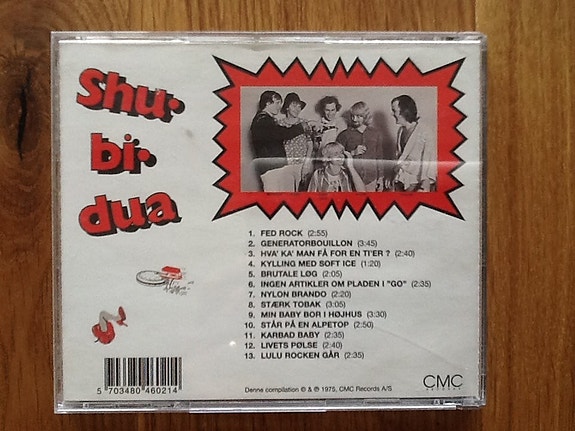 Shu·
bi·
dua
1. FED ROCK (2:55)
2. GENERATORBOUILLON (3:45)
3. HVA' KA' MAN FÅ FOR EN TI'ER ? (2:40)
4. KYLLING MED SOFT ICE (1:20)
5. BRUTALE LØG (2:05)
6. INGEN ARTIKLER OM PLADEN I "GO" (2:35)
7. NYLON BRANDO (2:20)
8. STÆRK TOBAK (2:05)
9. MIN BABY BOR I HØJHUS (3:30)
10. STÅR PÅ EN ALPETOP (2:50)
11. KARBAD BABY (2:35)
12. LIVETS PØLSE (2:40)
13. LULU ROCKEN GÅR (2:35)
5 703480 460214
Denne compilation © & ℗ 1975, CMC Records A/S
CMC
RECORDS